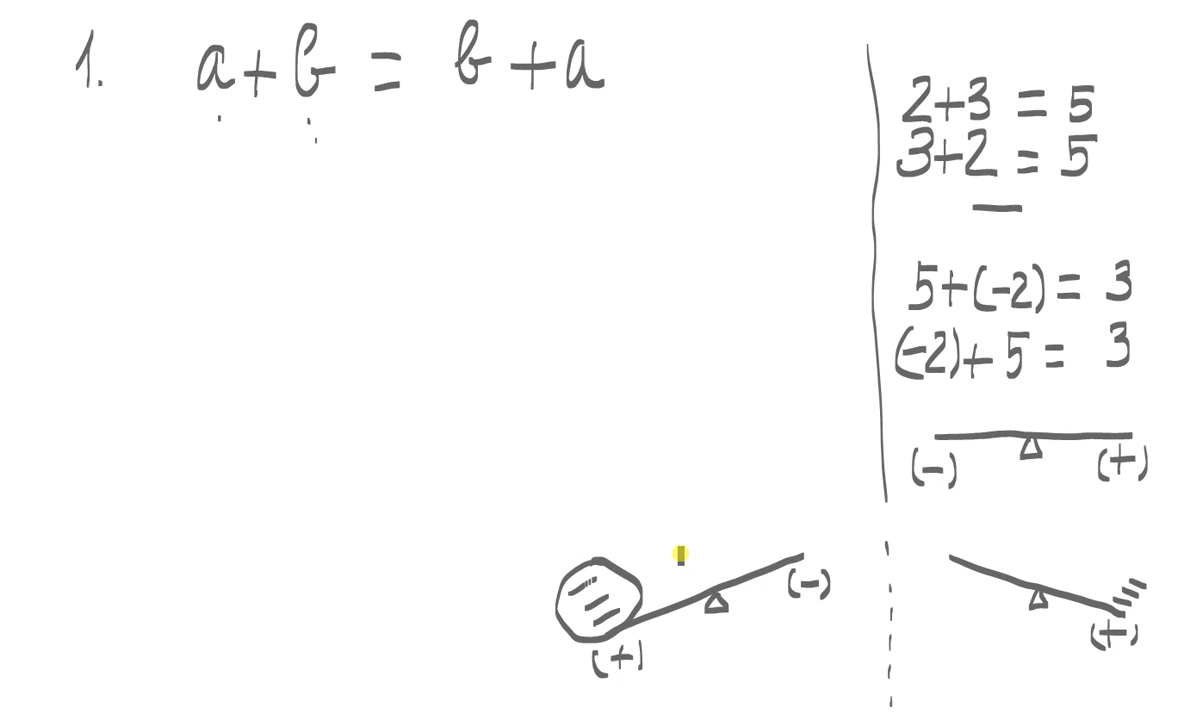 1. a + b = b + a
2+3 = 5
3+2 = 5
5+(-2) = 3
(-2)+5 = 3
(-) (+)
(+) (-)
(+)